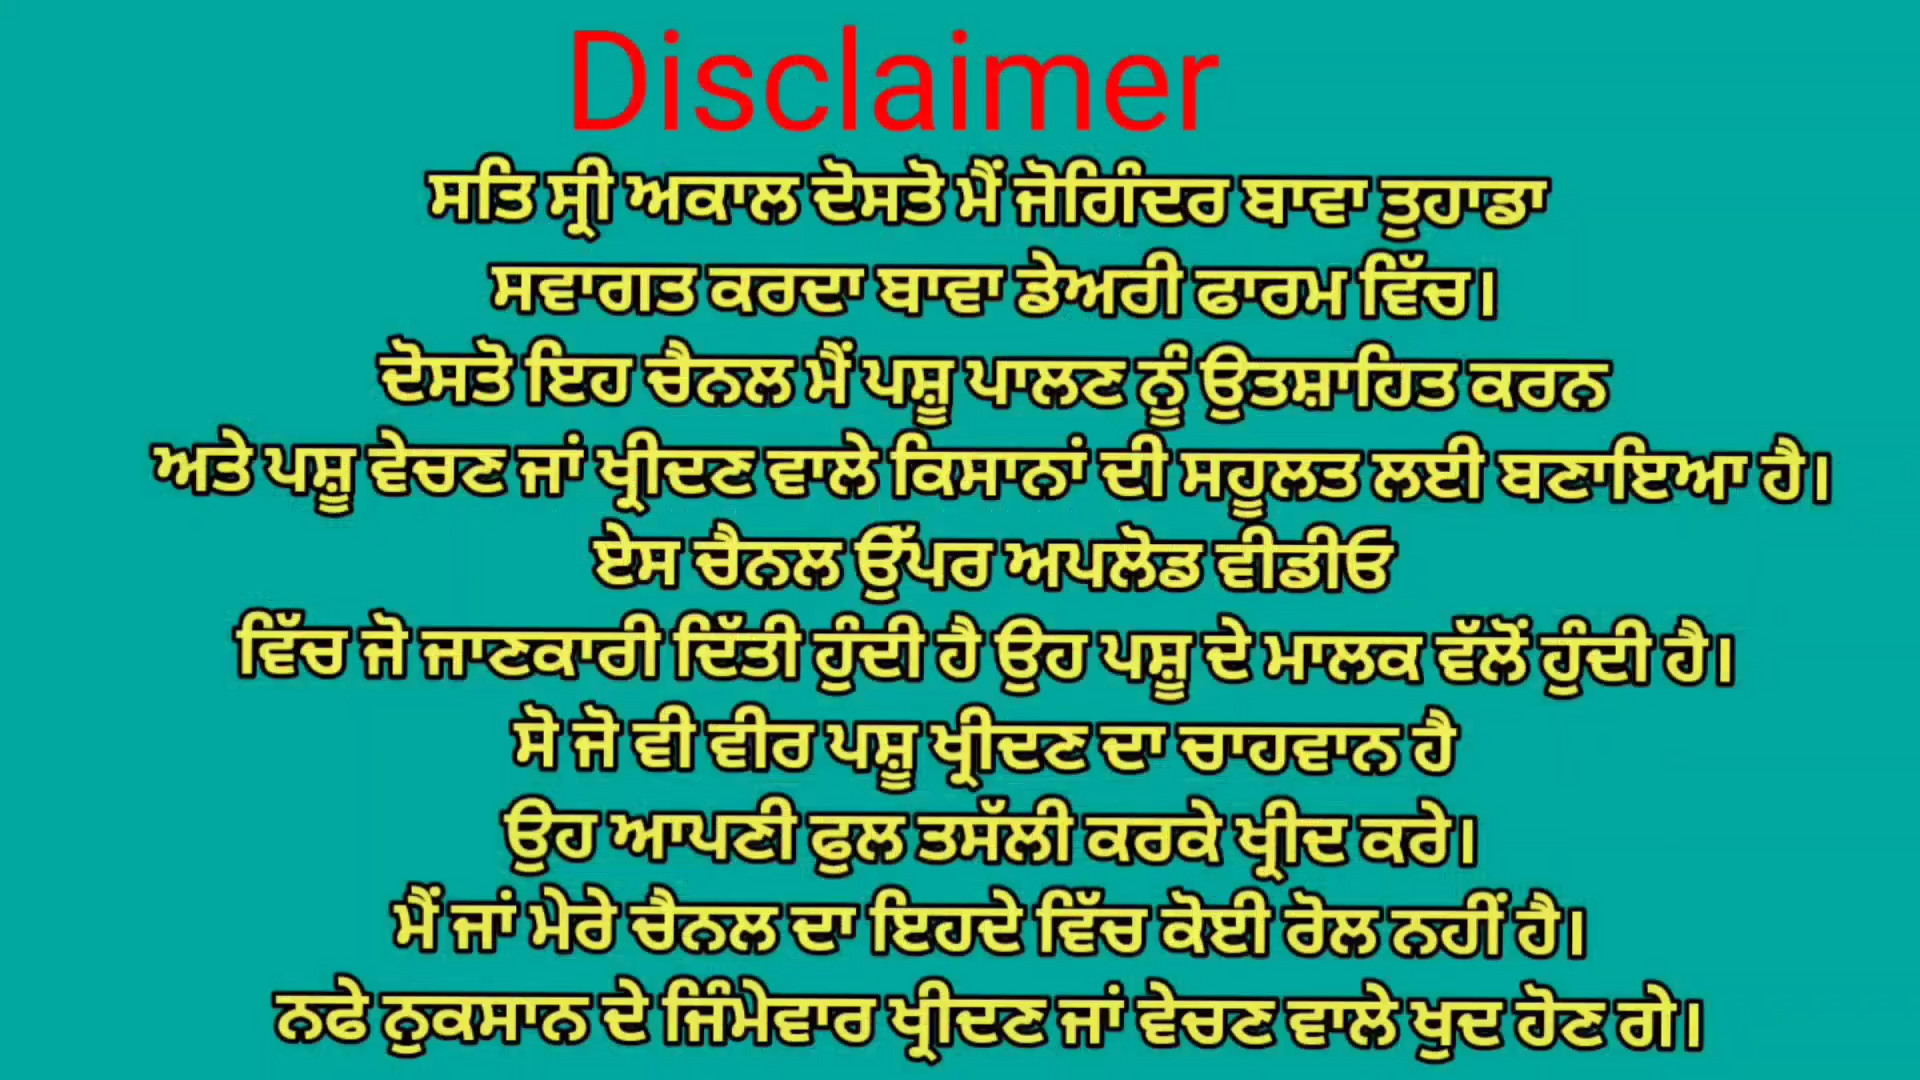 Disclaimer
ਸਤਿ ਸ੍ਰੀ ਅਕਾਲ ਦੋਸਤੋ ਮੈਂ ਜੋਗਿੰਦਰ ਬਾਵਾ ਤੁਹਾਡਾ
ਸਵਾਗਤ ਕਰਦਾ ਬਾਵਾ ਡੇਅਰੀ ਫਾਰਮ ਵਿੱਚ।
ਦੋਸਤੋ ਇਹ ਚੈਨਲ ਮੈਂ ਪਸ਼ੂ ਪਾਲਣ ਨੂੰ ਉਤਸ਼ਾਹਿਤ ਕਰਨ
ਅਤੇ ਪਸ਼ੂ ਵੇਚਣ ਜਾਂ ਖ੍ਰੀਦਣ ਵਾਲੇ ਕਿਸਾਨਾਂ ਦੀ ਸਹੂਲਤ ਲਈ ਬਣਾਇਆ ਹੈ।
ਏਸ ਚੈਨਲ ਉੱਪਰ ਅਪਲੋਡ ਵੀਡੀਓ
ਵਿੱਚ ਜੋ ਜਾਣਕਾਰੀ ਦਿੱਤੀ ਹੁੰਦੀ ਹੈ ਉਹ ਪਸ਼ੂ ਦੇ ਮਾਲਕ ਵੱਲੋਂ ਹੁੰਦੀ ਹੈ।
ਸੋ ਜੋ ਵੀ ਵੀਰ ਪਸ਼ੂ ਖ੍ਰੀਦਣ ਦਾ ਚਾਹਵਾਨ ਹੈ
ਉਹ ਆਪਣੀ ਫੁਲ ਤਸੱਲੀ ਕਰਕੇ ਖ੍ਰੀਦ ਕਰੇ।
ਮੈਂ ਜਾਂ ਮੇਰੇ ਚੈਨਲ ਦਾ ਇਹਦੇ ਵਿੱਚ ਕੋਈ ਰੋਲ ਨਹੀਂ ਹੈ।
ਨਫੇ ਨੁਕਸਾਨ ਦੇ ਜਿੰਮੇਵਾਰ ਖ੍ਰੀਦਣ ਜਾਂ ਵੇਚਣ ਵਾਲੇ ਖੁਦ ਹੋਣ ਗੇ।